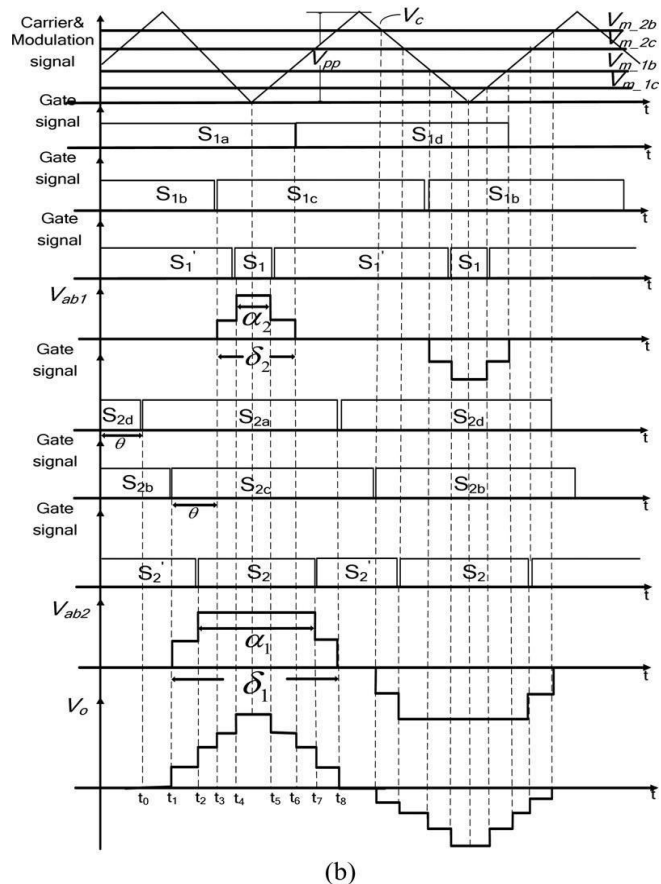 Carrier&
Modulation
signal
V_c
V_pp
V_m_2b
V_m_2c
V_m_1b
V_m_1c
t
Gate
signal
S_1a
S_1d
t
Gate
signal
S_1b
S_1c
S_1b
t
Gate
signal
S_1'
S_1
S_1'
S_1
t
V_ab1
α_2
δ_2
t
Gate
signal
S_2d
θ
S_2a
S_2d
t
Gate
signal
S_2b
θ
S_2c
S_2b
t
Gate
signal
S_2'
S_2
S_2'
S_2
t
V_ab2
α_1
δ_1
t
V_o
t_0 t_1 t_2 t_3 t_4 t_5 t_6 t_7 t_8
t
(b)